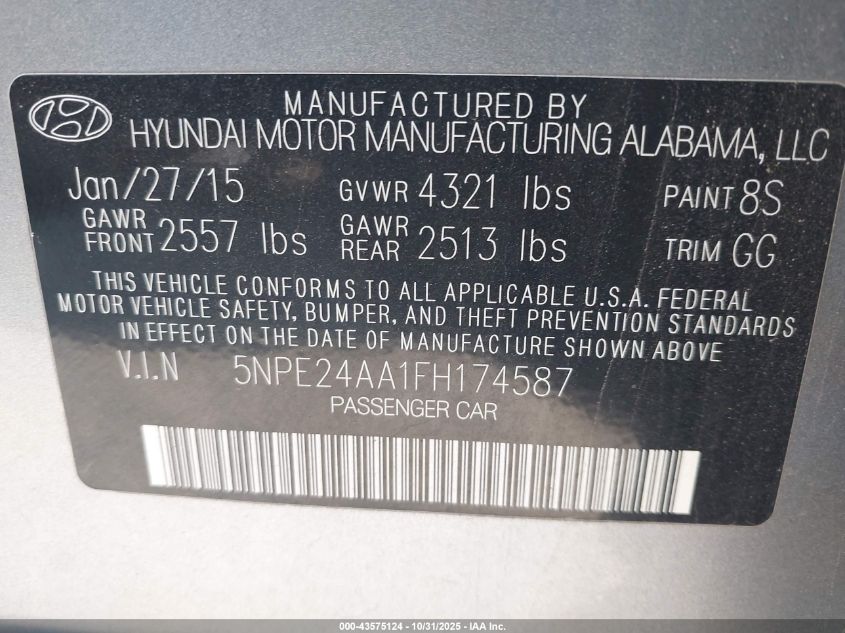 MANUFACTURED BY
HYUNDAI MOTOR MANUFACTURING ALABAMA, LLC
Jan/27/15 GVWR 4321 lbs PAINT 8S
GAWR FRONT 2557 lbs GAWR REAR 2513 lbs TRIM GG
THIS VEHICLE CONFORMS TO ALL APPLICABLE U.S.A. FEDERAL
MOTOR VEHICLE SAFETY, BUMPER, AND THEFT PREVENTION STANDARDS
IN EFFECT ON THE DATE OF MANUFACTURE SHOWN ABOVE
V.I.N 5NPE24AA1FH174587
PASSENGER CAR
000-43575124 - 10/31/2025 - IAA Inc.